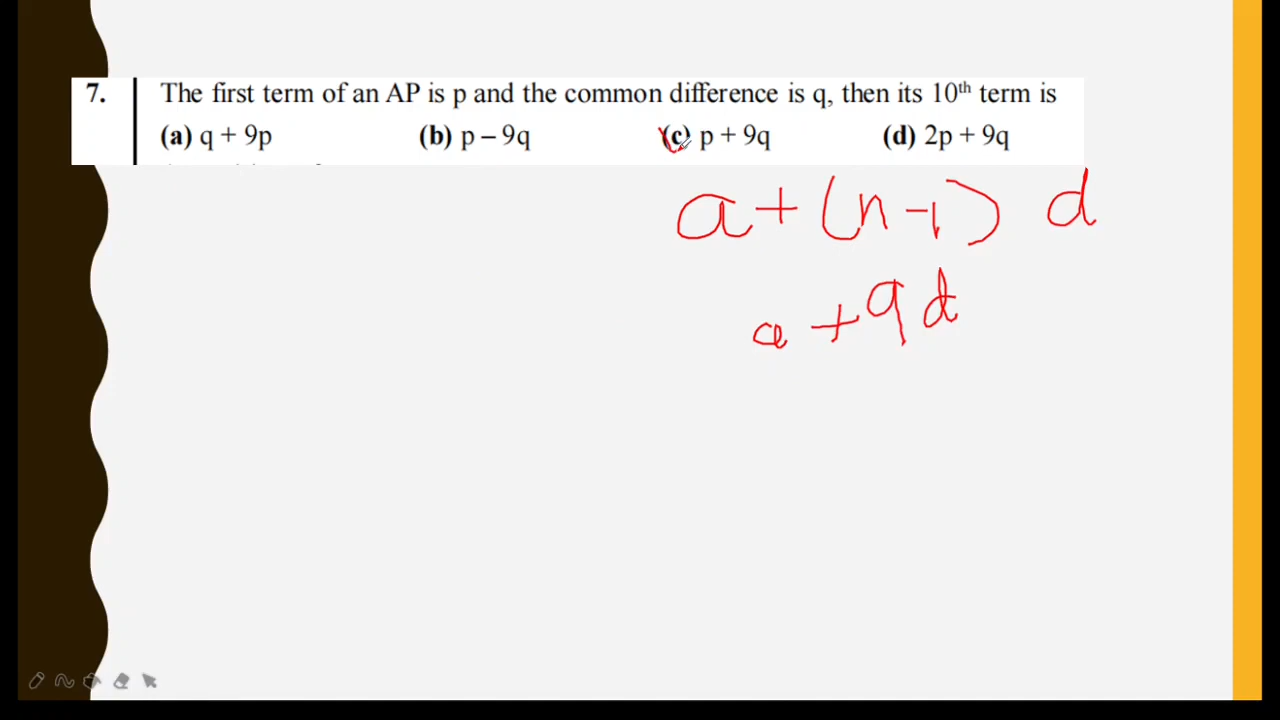 7. The first term of an AP is p and the common difference is q, then its 10th term is
(a) q + 9p (b) p – 9q (c) p + 9q (d) 2p + 9q
a + (n - 1) d
a + 9d